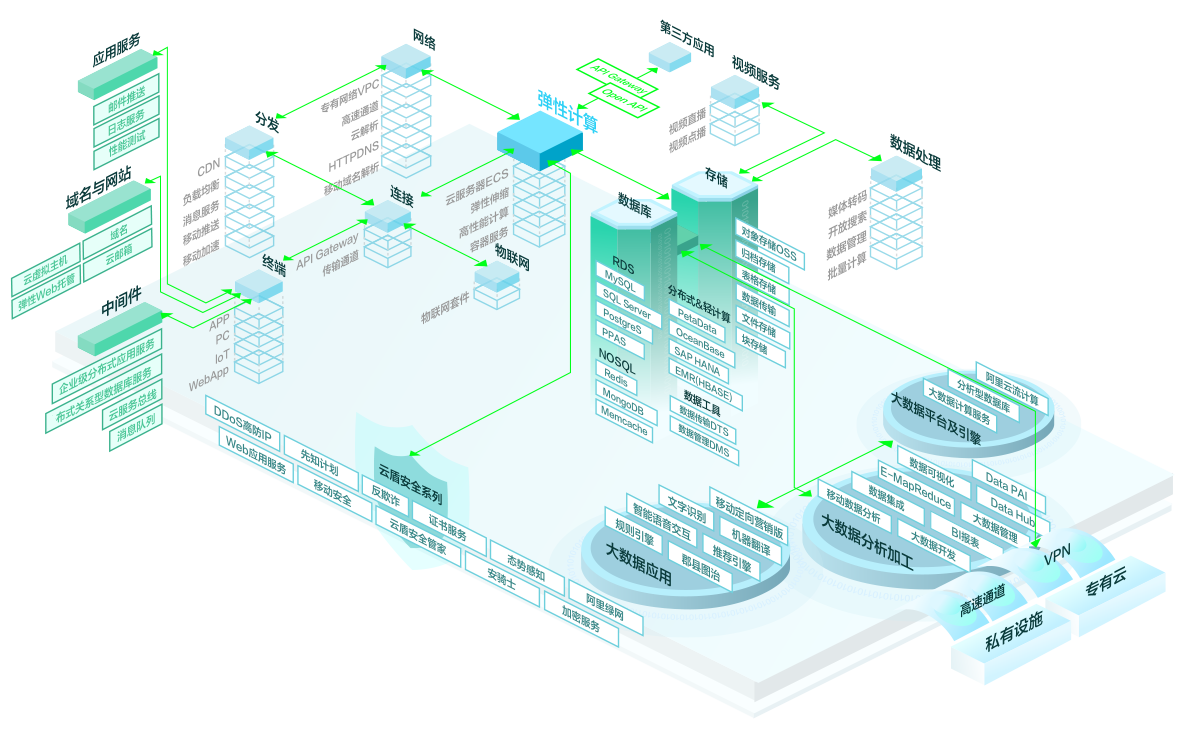 应用服务
邮件推送
日志服务
性能测试
域名与网站
域名
云虚拟主机
云邮箱
弹性Web托管
中间件
企业级分布式应用服务
布式关系型数据库服务
云服务总线
消息队列
网络
专有网络VPC
高速通道
云解析
HTTPDNS
移动域名解析
分发
CDN
负载均衡
消息服务
移动推送
移动加速
连接
API Gateway
传输通道
终端
APP
PC
IoT
WebApp
物联网
物联网套件
弹性计算
云服务器ECS
弹性伸缩
高性能计算
容器服务
第三方应用
API Gateway
Open API
视频服务
视频直播
视频点播
数据处理
媒体转码
开放搜索
数据管理
批量计算
存储
对象存储OSS
归档存储
表格存储
数据传输
文件存储
块存储
数据库
RDS
MySQL
SQL Server
PostgreS
PPAS
NOSQL
Redis
MongoDB
Memcache
分布式&轻计算
PetaData
OceanBase
SAP HANA
EMR(HBASE)
数据工具
数据传输DTS
数据管理DMS
云盾安全系列
DDoS高防IP
Web应用服务
先知计划
移动安全
反欺诈
云盾安全管家
证书服务
安骑士
态势感知
加密服务
阿里绿网
大数据平台及引擎
阿里云流计算
分析型数据库
大数据计算服务
大数据分析加工
数据可视化
E-MapReduce
数据集成
移动数据分析
Data PAI
Data Hub
大数据管理
BI报表
大数据开发
大数据应用
移动定向营销版
文字识别
机器翻译
智能语音交互
推荐引擎
规则引擎
郡县图治
VPN
高速通道
专有云
私有设施